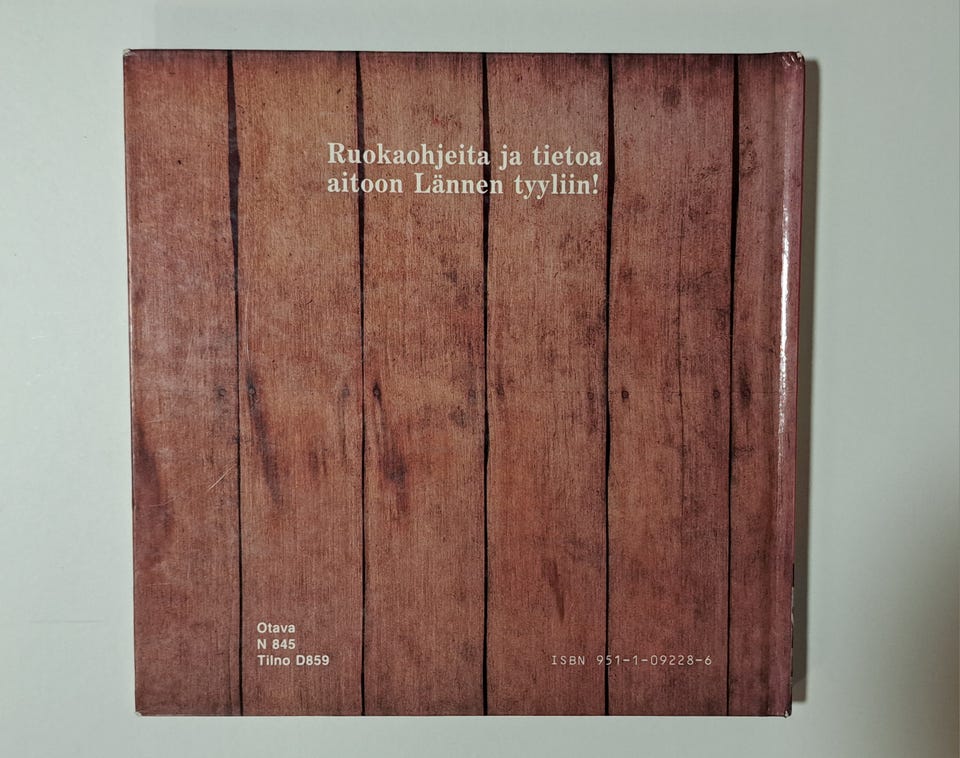 Ruokaohjeita ja tietoa
aitoon Lännen tyyliin!
Otava
N 845
Tilno D859
ISBN 951-1-09228-6